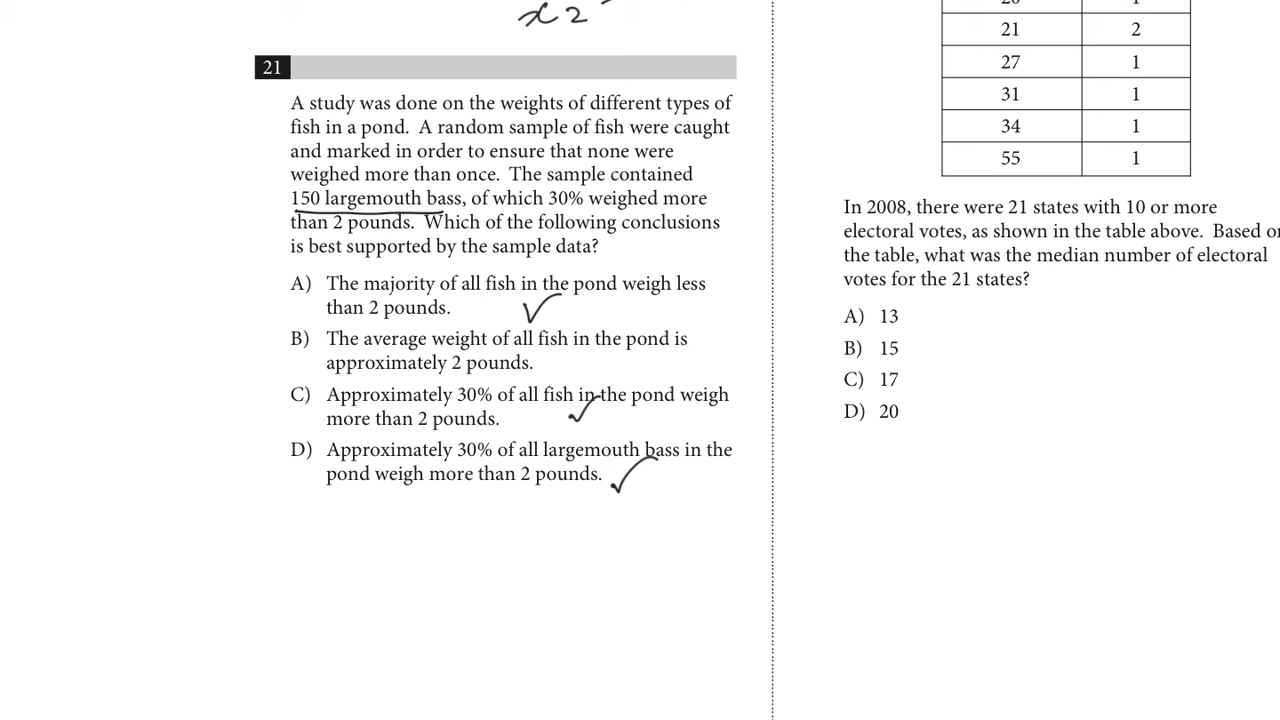 x2
21
A study was done on the weights of different types of
fish in a pond. A random sample of fish were caught
and marked in order to ensure that none were
weighed more than once. The sample contained
150 largemouth bass, of which 30% weighed more
than 2 pounds. Which of the following conclusions
is best supported by the sample data?
A) The majority of all fish in the pond weigh less
than 2 pounds.
B) The average weight of all fish in the pond is
approximately 2 pounds.
C) Approximately 30% of all fish in the pond weigh
more than 2 pounds.
D) Approximately 30% of all largemouth bass in the
pond weigh more than 2 pounds.
21 2
27 1
31 1
34 1
55 1
In 2008, there were 21 states with 10 or more
electoral votes, as shown in the table above. Based on
the table, what was the median number of electoral
votes for the 21 states?
A) 13
B) 15
C) 17
D) 20